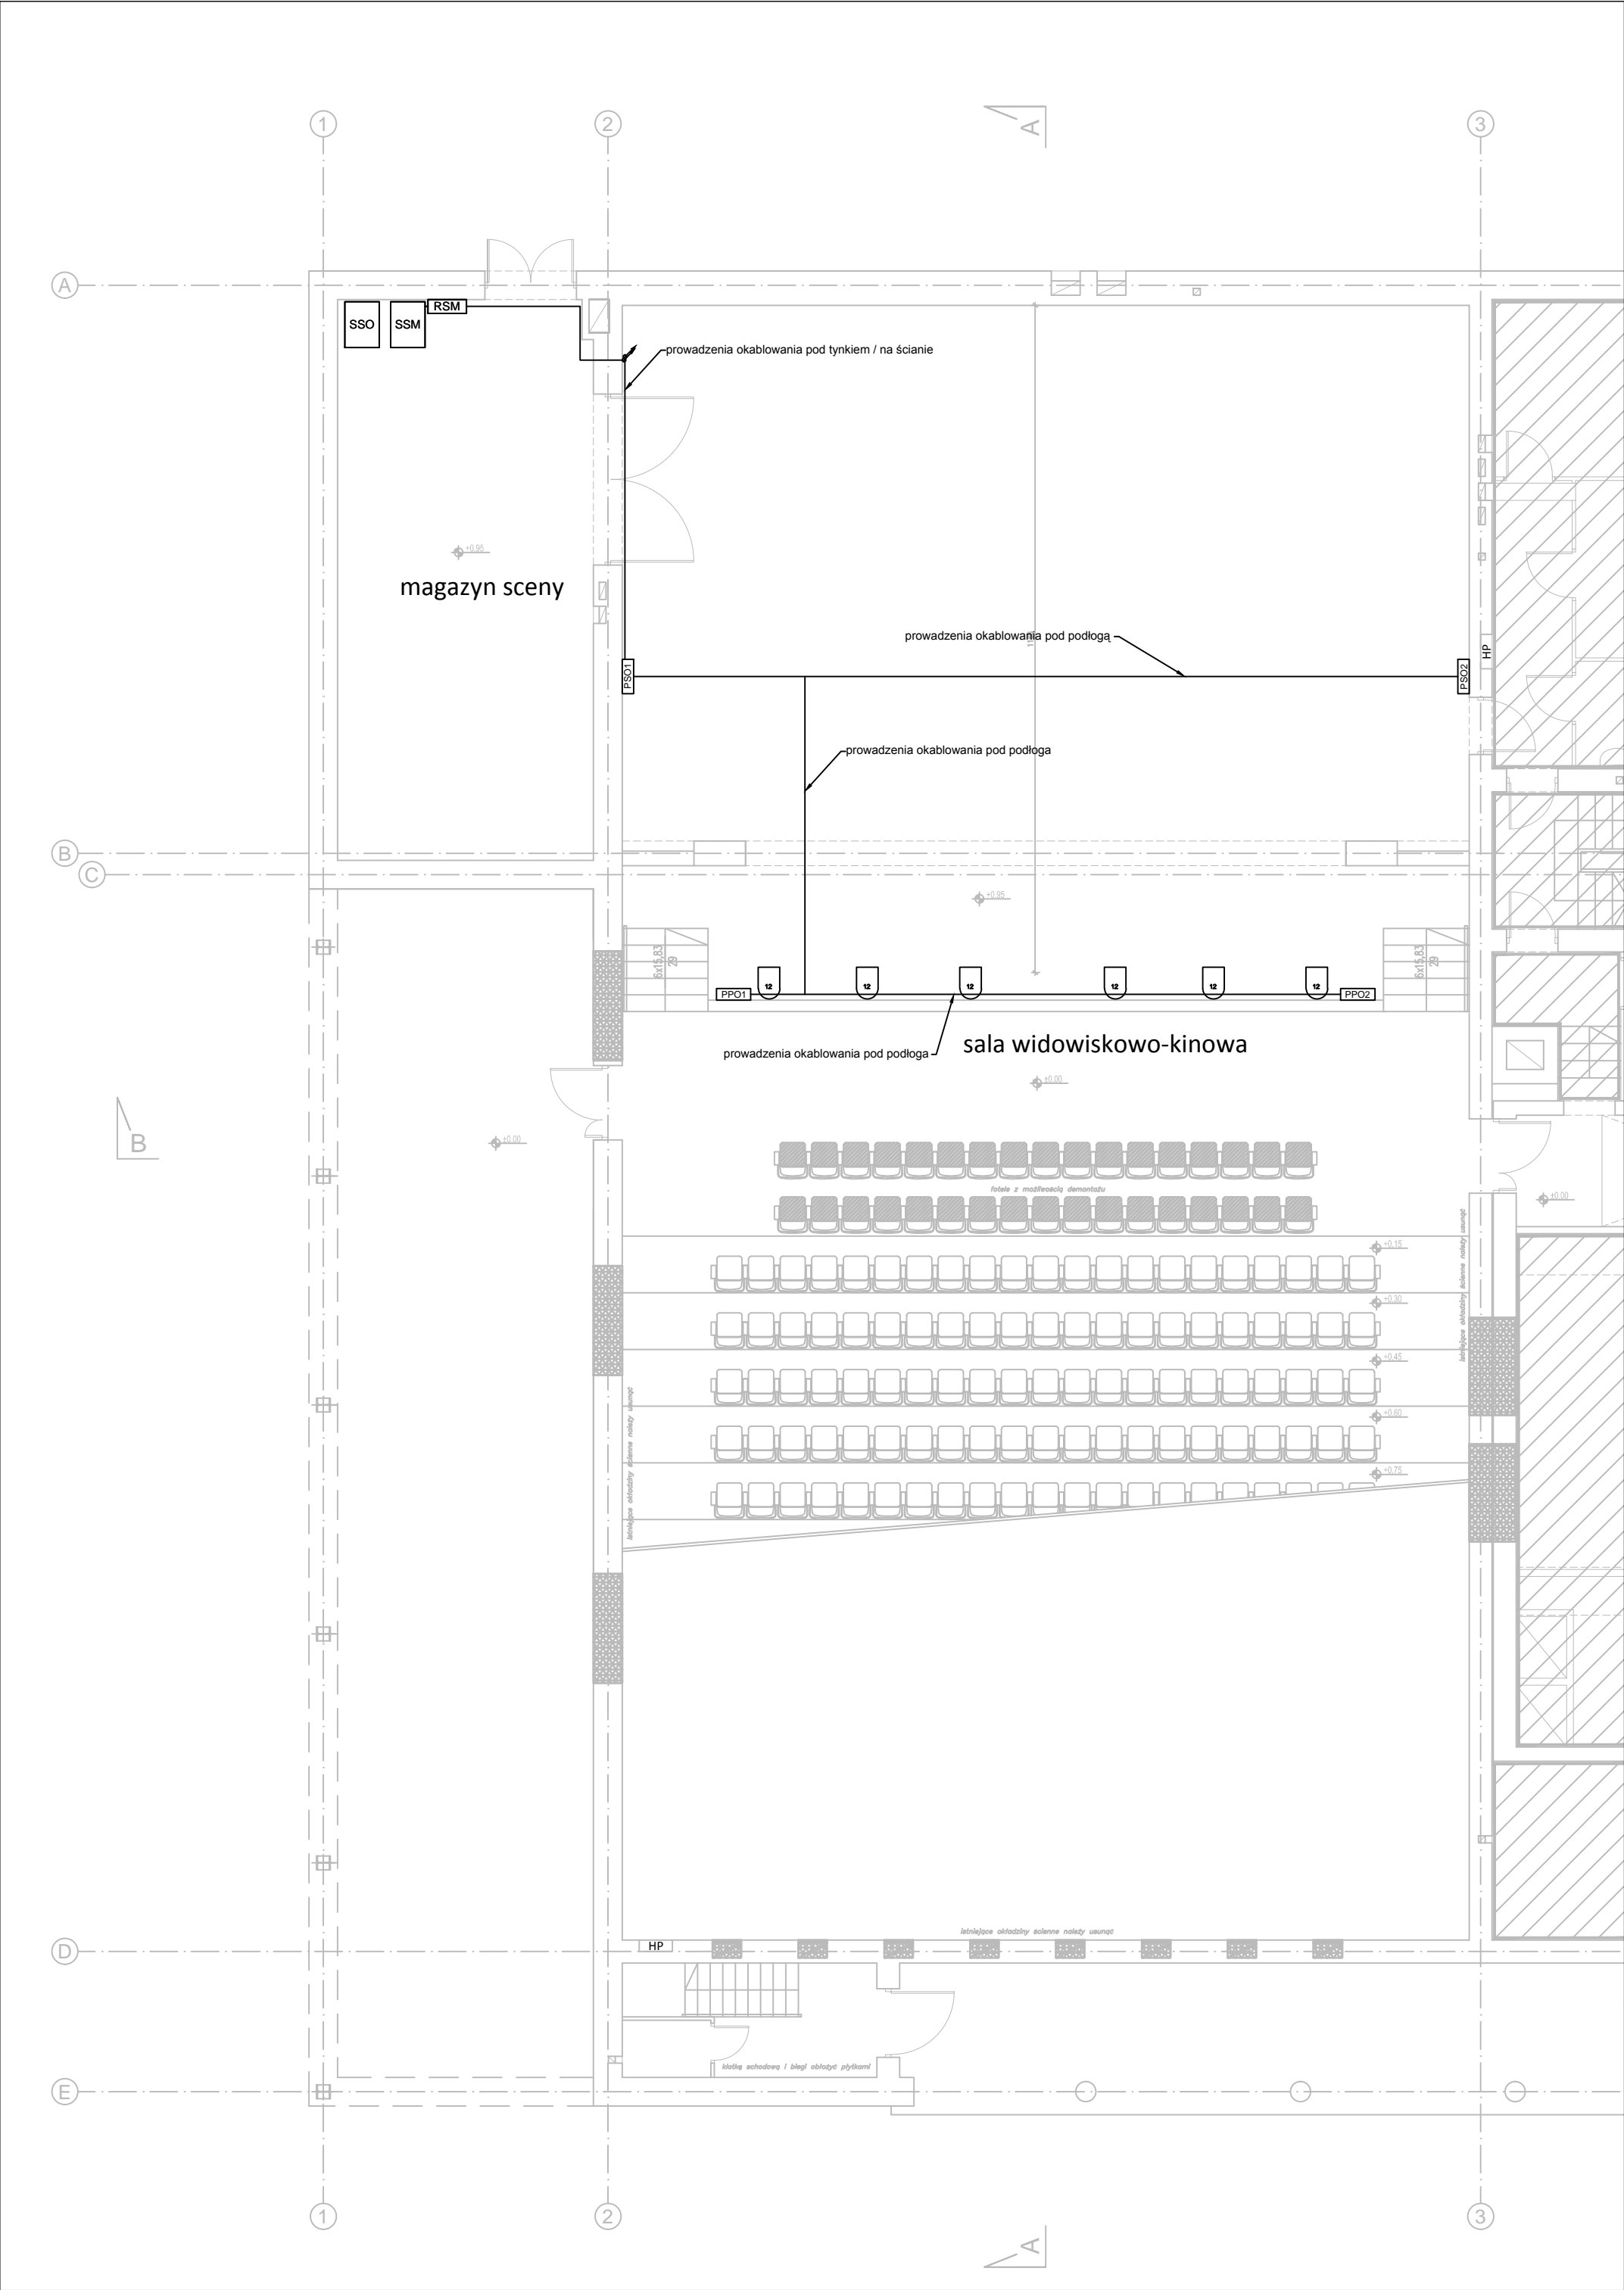 1
2
3
A
A
RSM
SSO
SSM
prowadzenia okablowania pod tynkiem / na ścianie
+0.95
magazyn sceny
prowadzenia okablowania pod podłogą
HP
PSO1
PSO2
prowadzenia okablowania pod podłoga
B
C
+0.95
6x15,83
29
6x15,83
29
12
12
12
12
12
12
PPO1
PPO2
prowadzenia okablowania pod podłoga
sala widowiskowo-kinowa
±0.00
B
±0.00
fotele z możliwością demontażu
±0.00
+0.15
istniejące okładziny ścienne należy usunąć
+0.30
+0.45
istniejące okładziny ścienne należy usunąć
+0.60
+0.75
istniejące okładziny ścienne należy usunąć
D
HP
klatkę schodową i biegi obłożyć płytkami
E
1
2
3
A